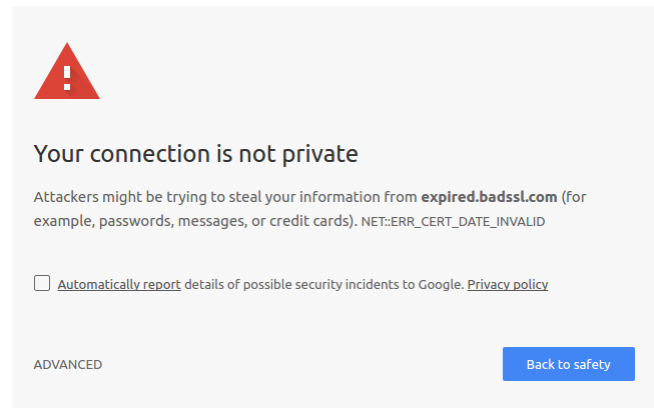 Your connection is not private
Attackers might be trying to steal your information from expired.badssl.com (for
example, passwords, messages, or credit cards). NET::ERR_CERT_DATE_INVALID
Automatically report details of possible security incidents to Google. Privacy policy
ADVANCED
Back to safety